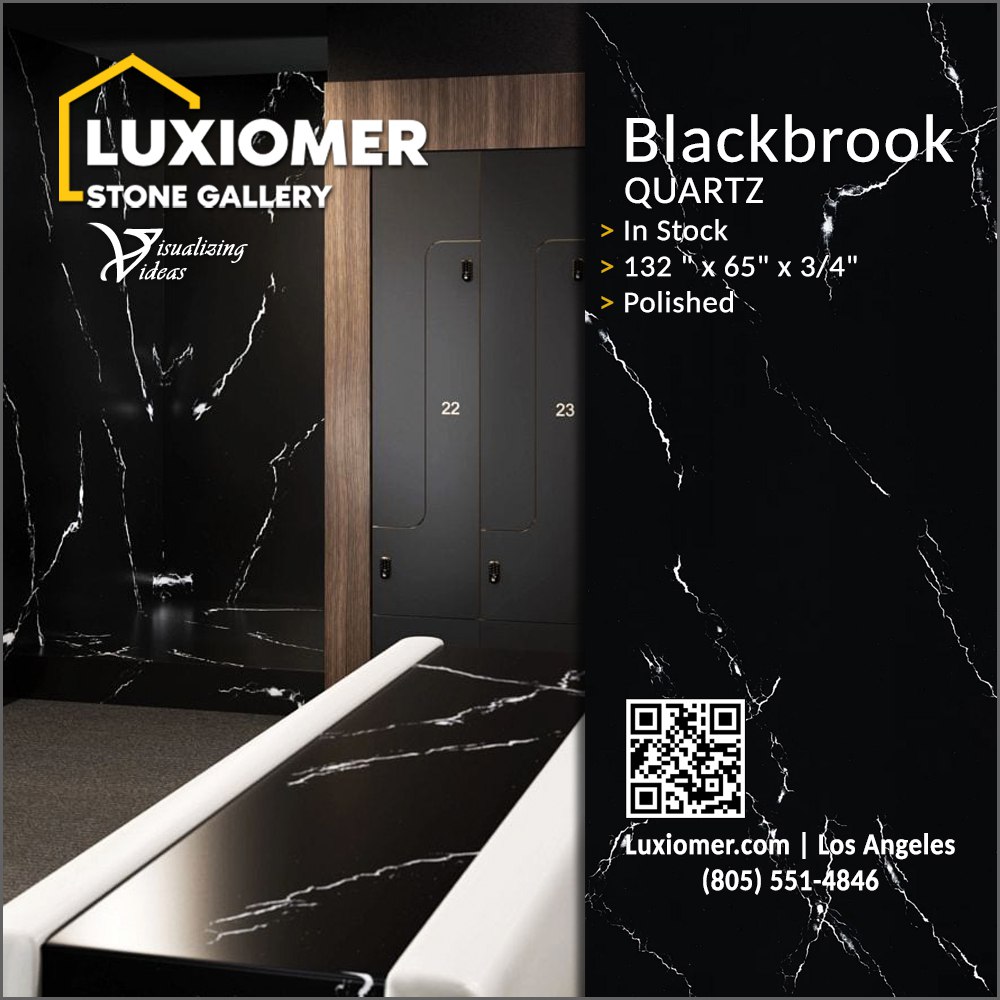 LUXIOMER
STONE GALLERY
Visualizing
Videas
22
23
Blackbrook
QUARTZ
> In Stock
> 132 " x 65" x 3/4"
> Polished
Luxiomer.com | Los Angeles
(805) 551-4846